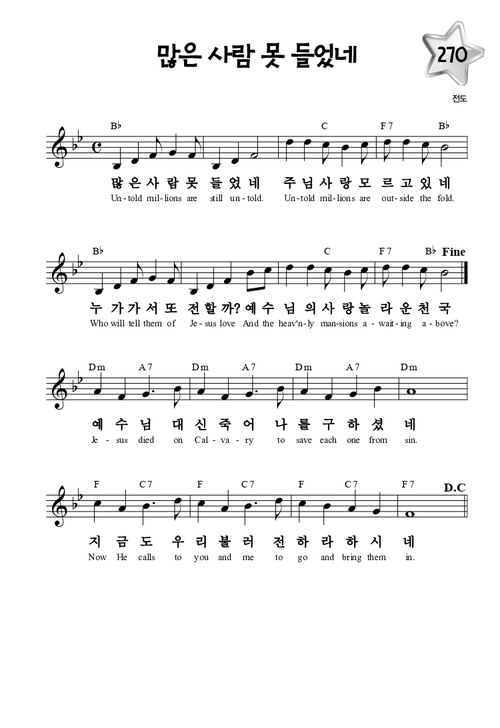 많은 사람 못 들었네
270
전도
B♭ C F7 B♭
많은사람못 들었네 주님사랑모르고있네
Un-told mil-lions are still un-told. Un-told mil-lions are out-side the fold.
B♭ C F7 B♭ Fine
누가가서또 전할까? 예수님의사랑놀라운천국
Who will tell them of Je-sus love And the heav'n-ly man-sions a-wait-ing a-bove?
Dm A7 Dm A7 Dm A7 Dm
예수님 대신죽어 나를구하셨네
Je-sus died on Cal-va-ry to save each one from sin.
F C7 F C7 F C7 F7 D.C
지금도 우리불러 전하라하시네
Now He calls to you and me to go and bring them in.